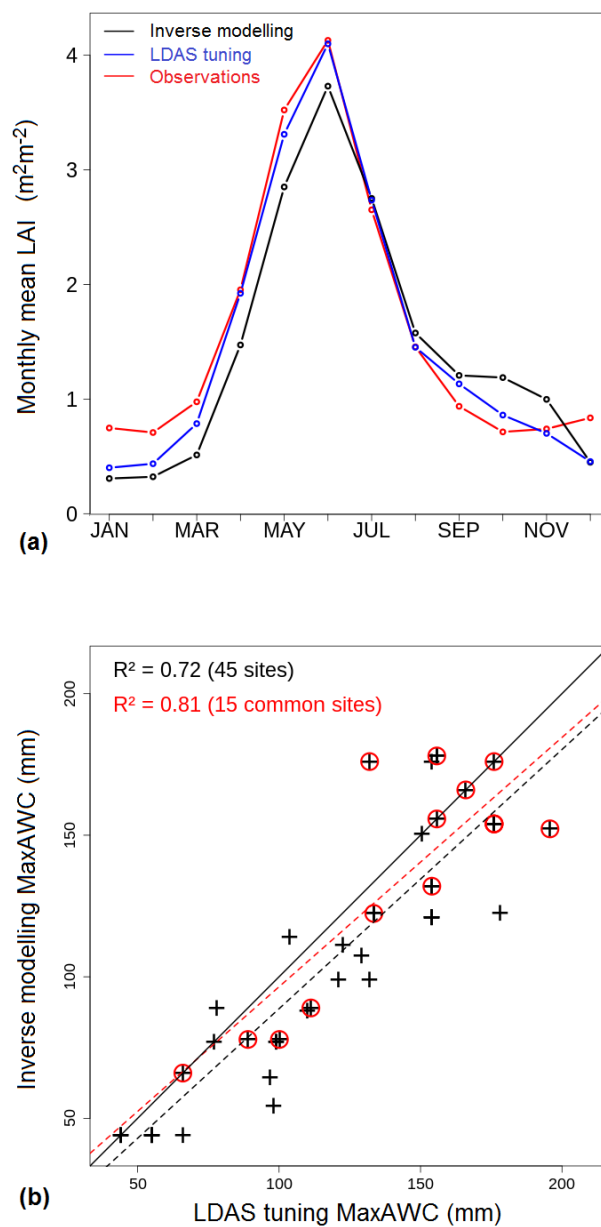 Inverse modelling
LDAS tuning
Observations
Monthly mean LAI (m²m⁻²)
4
3
2
1
0
JAN MAR MAY JUL SEP NOV
(a)
R² = 0.72 (45 sites)
R² = 0.81 (15 common sites)
Inverse modelling MaxAWC (mm)
200
150
100
50
50 100 150 200
LDAS tuning MaxAWC (mm)
(b)